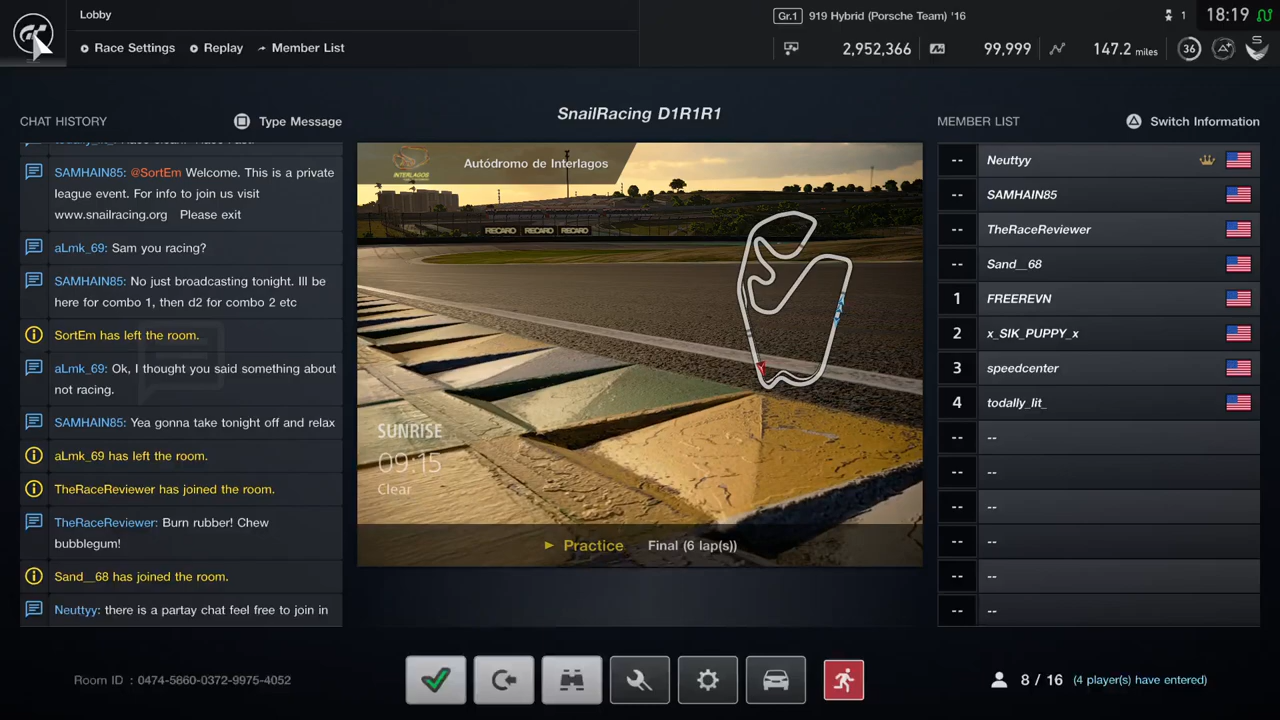 Lobby
Gr.1 919 Hybrid (Porsche Team) '16
1
18:19
Race Settings Replay Member List
2,952,366 99,999 147.2 miles 36 A+ S
SnailRacing D1R1R1
CHAT HISTORY Type Message
SAMHAIN85: @SortEm Welcome. This is a private
league event. For info to join us visit
www.snailracing.org Please exit
aLmk_69: Sam you racing?
SAMHAIN85: No just broadcasting tonight. Ill be
here for combo 1, then d2 for combo 2 etc
SortEm has left the room.
aLmk_69: Ok, I thought you said something about
not racing.
SAMHAIN85: Yea gonna take tonight off and relax
aLmk_69 has left the room.
TheRaceReviewer has joined the room.
TheRaceReviewer: Burn rubber! Chew
bubblegum!
Sand__68 has joined the room.
Neuttyy: there is a partay chat feel free to join in
INTERLAGOS
Autódromo de Interlagos
RECARO RECARO RECARO
SUNRISE
09:15
Clear
Practice Final (6 lap(s))
MEMBER LIST Switch Information
-- Neuttyy
-- SAMHAIN85
-- TheRaceReviewer
-- Sand__68
1 FREEREVN
2 x_SIK_PUPPY_x
3 speedcenter
4 todally_lit_
-- --
-- --
-- --
-- --
-- --
-- --
Room ID : 0474-5860-0372-9975-4052
8 / 16 (4 player(s) have entered)